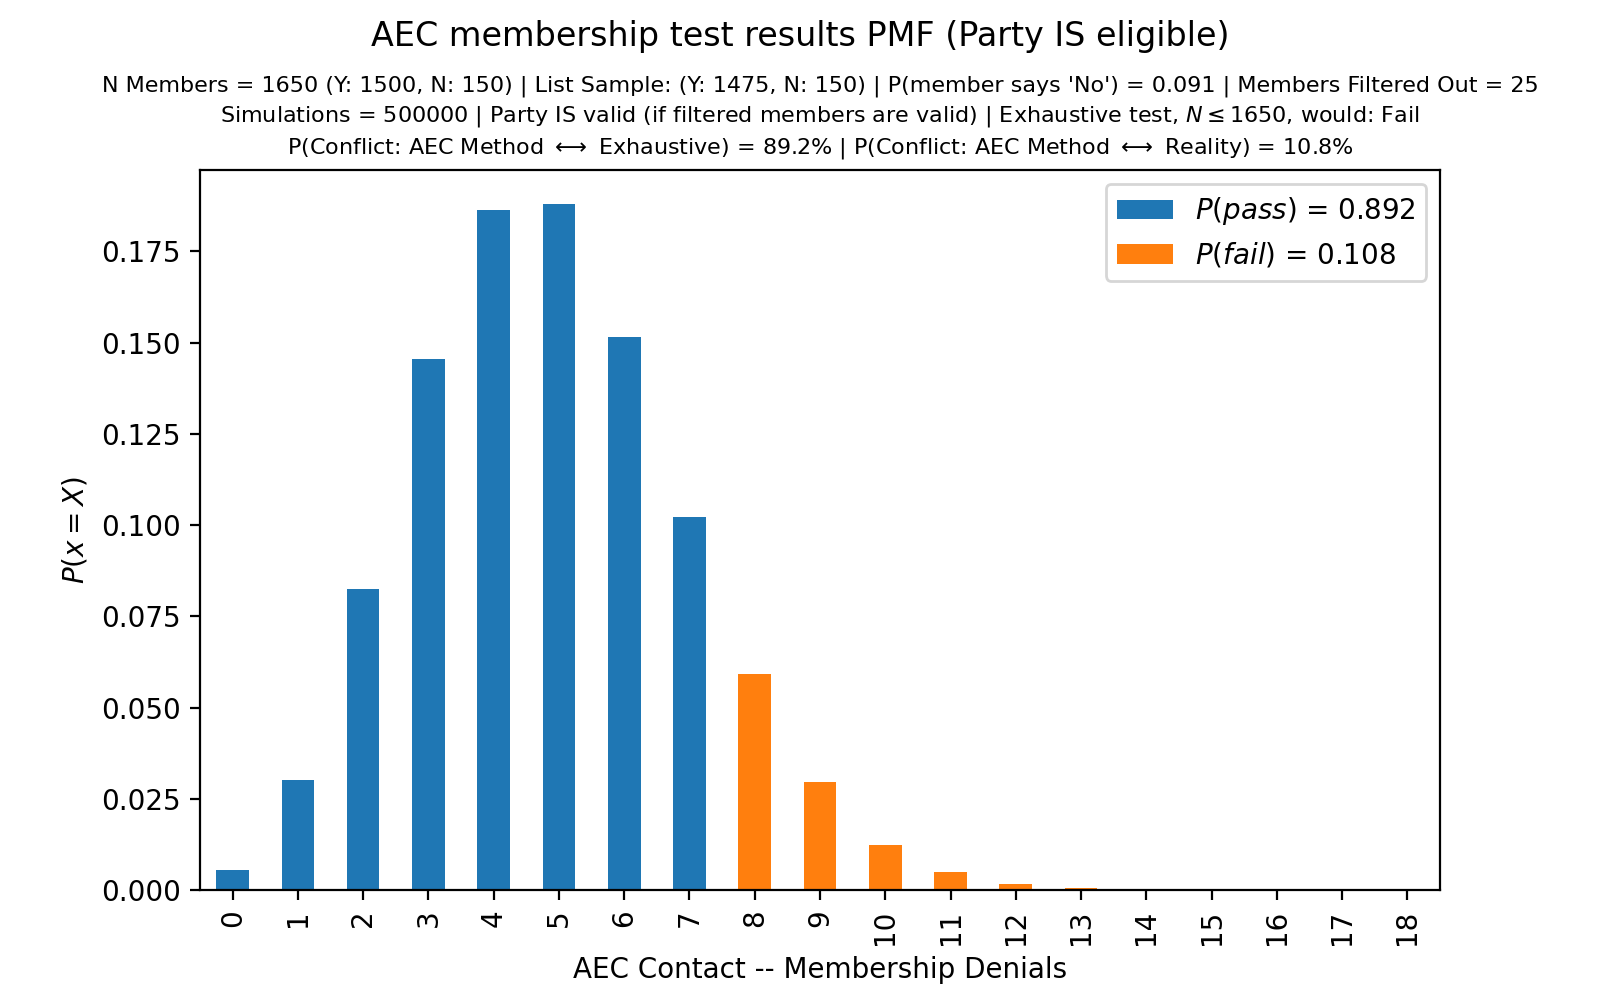 AEC membership test results PMF (Party IS eligible)
N Members = 1650 (Y: 1500, N: 150) | List Sample: (Y: 1475, N: 150) | P(member says 'No') = 0.091 | Members Filtered Out = 25
Simulations = 500000 | Party IS valid (if filtered members are valid) | Exhaustive test, N ≤ 1650, would: Fail
P(Conflict: AEC Method ⟷ Exhaustive) = 89.2% | P(Conflict: AEC Method ⟷ Reality) = 10.8%
P(pass) = 0.892
P(fail) = 0.108
0.175
0.150
0.125
0.100
0.075
0.050
0.025
0.000
P(x = X)
0 1 2 3 4 5 6 7 8 9 10 11 12 13 14 15 16 17 18
AEC Contact -- Membership Denials